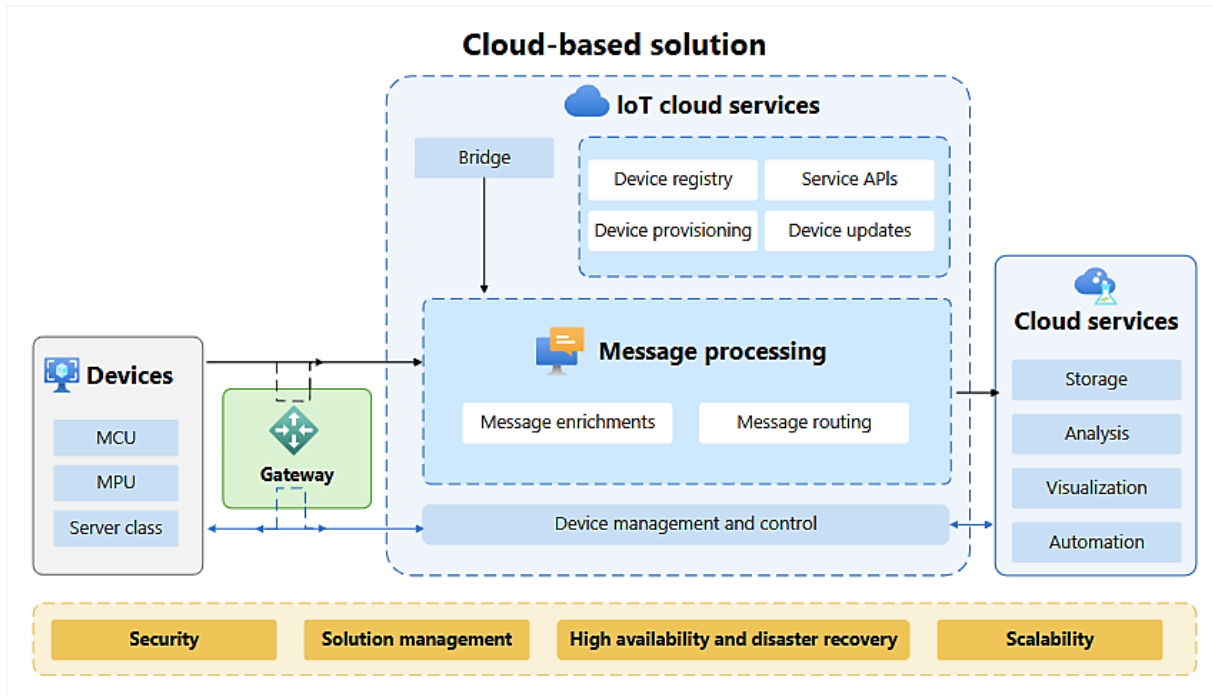 Cloud-based solution
IoT cloud services
Bridge
Device registry
Service APIs
Device provisioning
Device updates
Message processing
Message enrichments
Message routing
Device management and control
Devices
MCU
MPU
Server class
Gateway
Cloud services
Storage
Analysis
Visualization
Automation
Security
Solution management
High availability and disaster recovery
Scalability